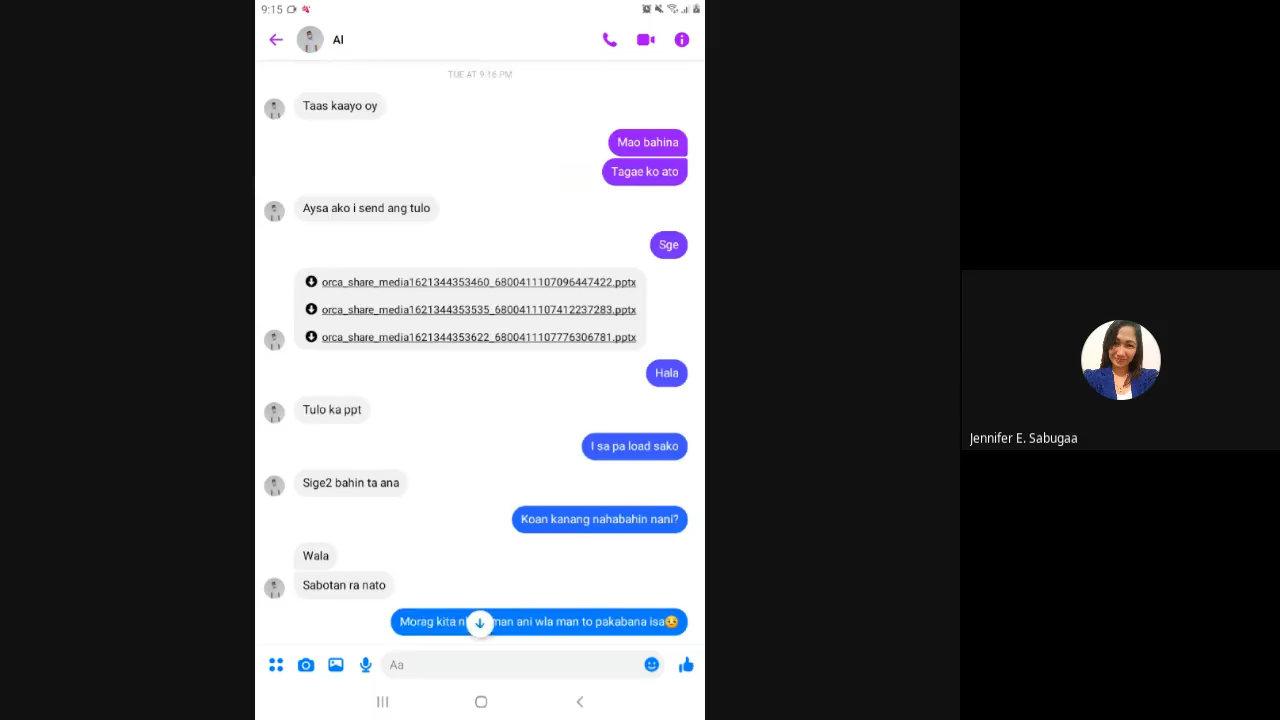 9:15
Al
TUE AT 9:16 PM
Taas kaayo oy
Mao bahina
Tagae ko ato
Aysa ako i send ang tulo
Sge
orca_share_media1621344353460_6800411107096447422.pptx
orca_share_media1621344353535_6800411107412237283.pptx
orca_share_media1621344353622_6800411107776306781.pptx
Hala
Tulo ka ppt
I sa pa load sako
Sige2 bahin ta ana
Koan kanang nahabahin nani?
Wala
Sabotan ra nato
Morag kita man ani wla man to pakabana isa😣
Aa
Jennifer E. Sabugaa